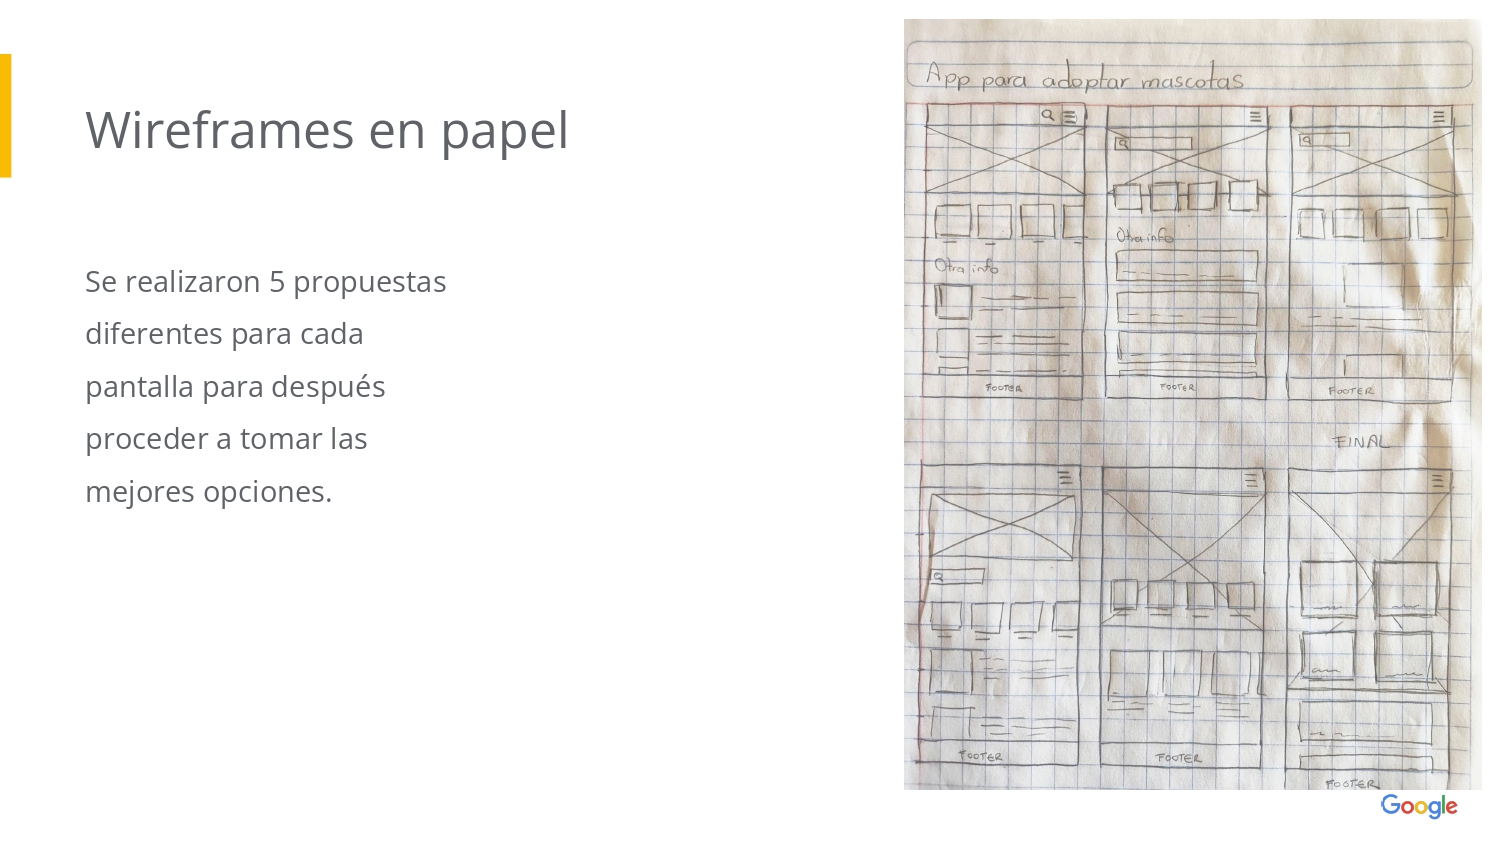 Wireframes en papel
Se realizaron 5 propuestas
diferentes para cada
pantalla para después
proceder a tomar las
mejores opciones.
App para adoptar mascotas
Otra info
Otra info
FOOTER
FOOTER
FOOTER
FINAL
FOOTER
FOOTER
FOOTER
Google